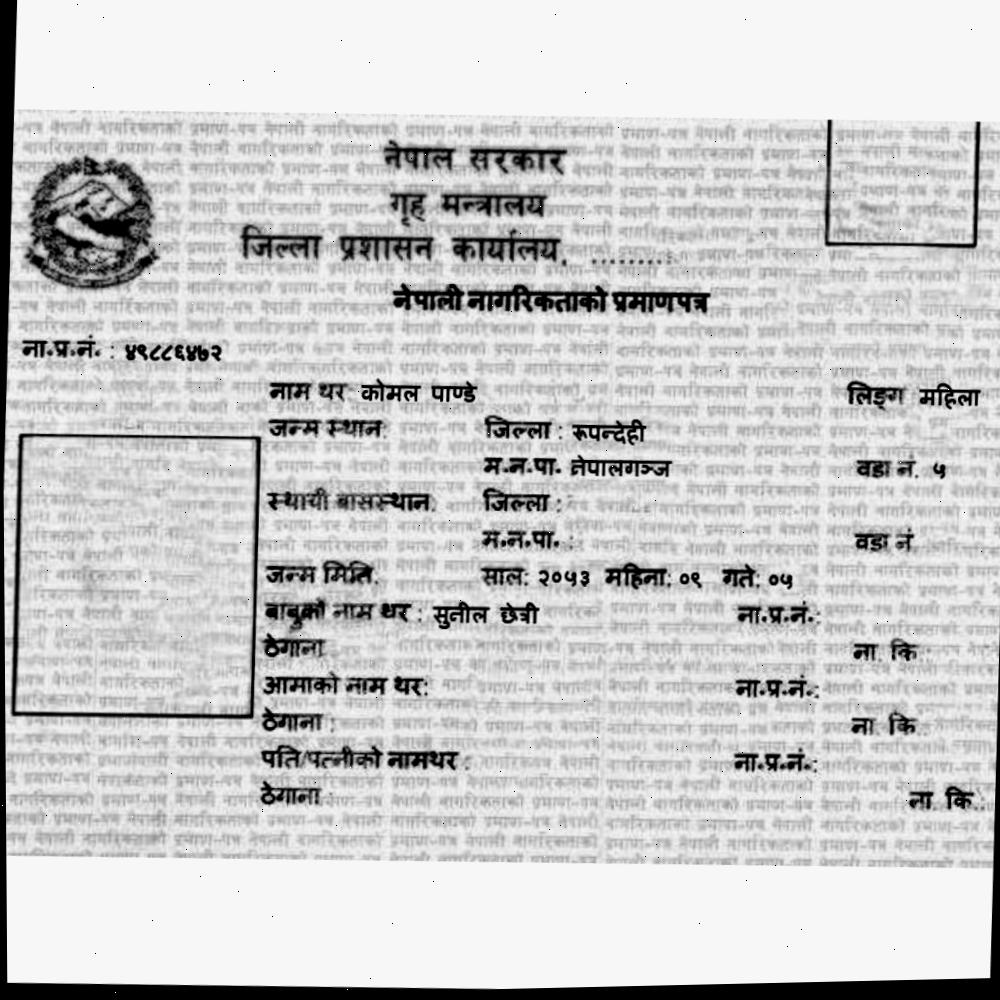 नेपाल सरकार
गृह मन्त्रालय
जिल्ला प्रशासन कार्यालय, ..........
नेपाली नागरिकताको प्रमाणपत्र
ना.प्र.नं. : ४९८८६४७२
नाम थर: कोमल पाण्डे लिङ्ग महिला
जन्म स्थान: जिल्ला : रूपन्देही
म.न.पा. नेपालगञ्ज वडा नं. ५
स्थायी बासस्थान: जिल्ला :
म.न.पा. : वडा नं
जन्म मिति: साल: २०५३ महिना: ०९ गते: ०५
बाबुको नाम थर : सुनील छेत्री ना.प्र.नं.:
ठेगाना ना. कि :
आमाको नाम थर: ना.प्र.नं.:
ठेगाना : ना. कि :
पति/पत्नीको नामथर : ना.प्र.नं.:
ठेगाना : ना. कि.: